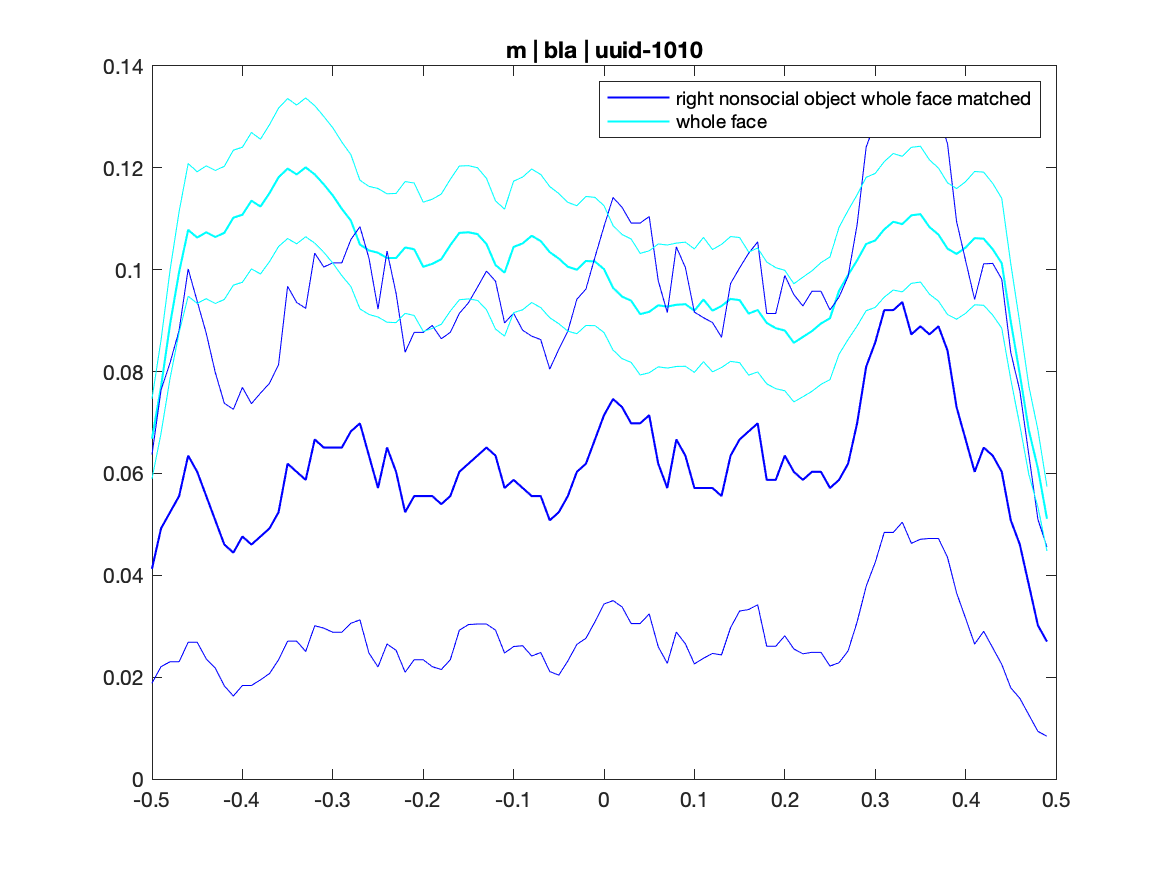 m | bla | uuid-1010
right nonsocial object whole face matched
whole face
0.14
0.12
0.1
0.08
0.06
0.04
0.02
0
-0.5 -0.4 -0.3 -0.2 -0.1 0 0.1 0.2 0.3 0.4 0.5